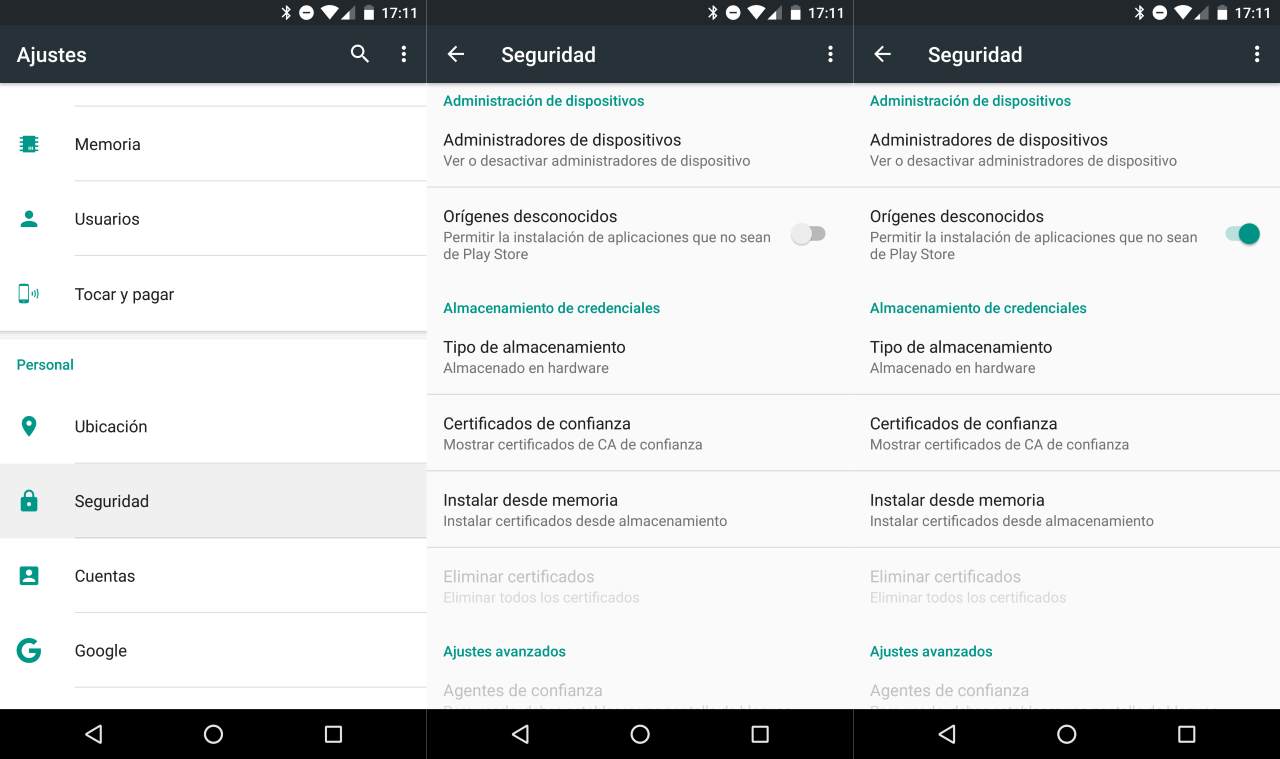 17:11
Ajustes
Memoria
Usuarios
Tocar y pagar
Personal
Ubicación
Seguridad
Cuentas
Google
17:11
Seguridad
Administración de dispositivos
Administradores de dispositivos
Ver o desactivar administradores de dispositivo
Orígenes desconocidos
Permitir la instalación de aplicaciones que no sean
de Play Store
Almacenamiento de credenciales
Tipo de almacenamiento
Almacenado en hardware
Certificados de confianza
Mostrar certificados de CA de confianza
Instalar desde memoria
Instalar certificados desde almacenamiento
Eliminar certificados
Eliminar todos los certificados
Ajustes avanzados
Agentes de confianza
17:11
Seguridad
Administración de dispositivos
Administradores de dispositivos
Ver o desactivar administradores de dispositivo
Orígenes desconocidos
Permitir la instalación de aplicaciones que no sean
de Play Store
Almacenamiento de credenciales
Tipo de almacenamiento
Almacenado en hardware
Certificados de confianza
Mostrar certificados de CA de confianza
Instalar desde memoria
Instalar certificados desde almacenamiento
Eliminar certificados
Eliminar todos los certificados
Ajustes avanzados
Agentes de confianza